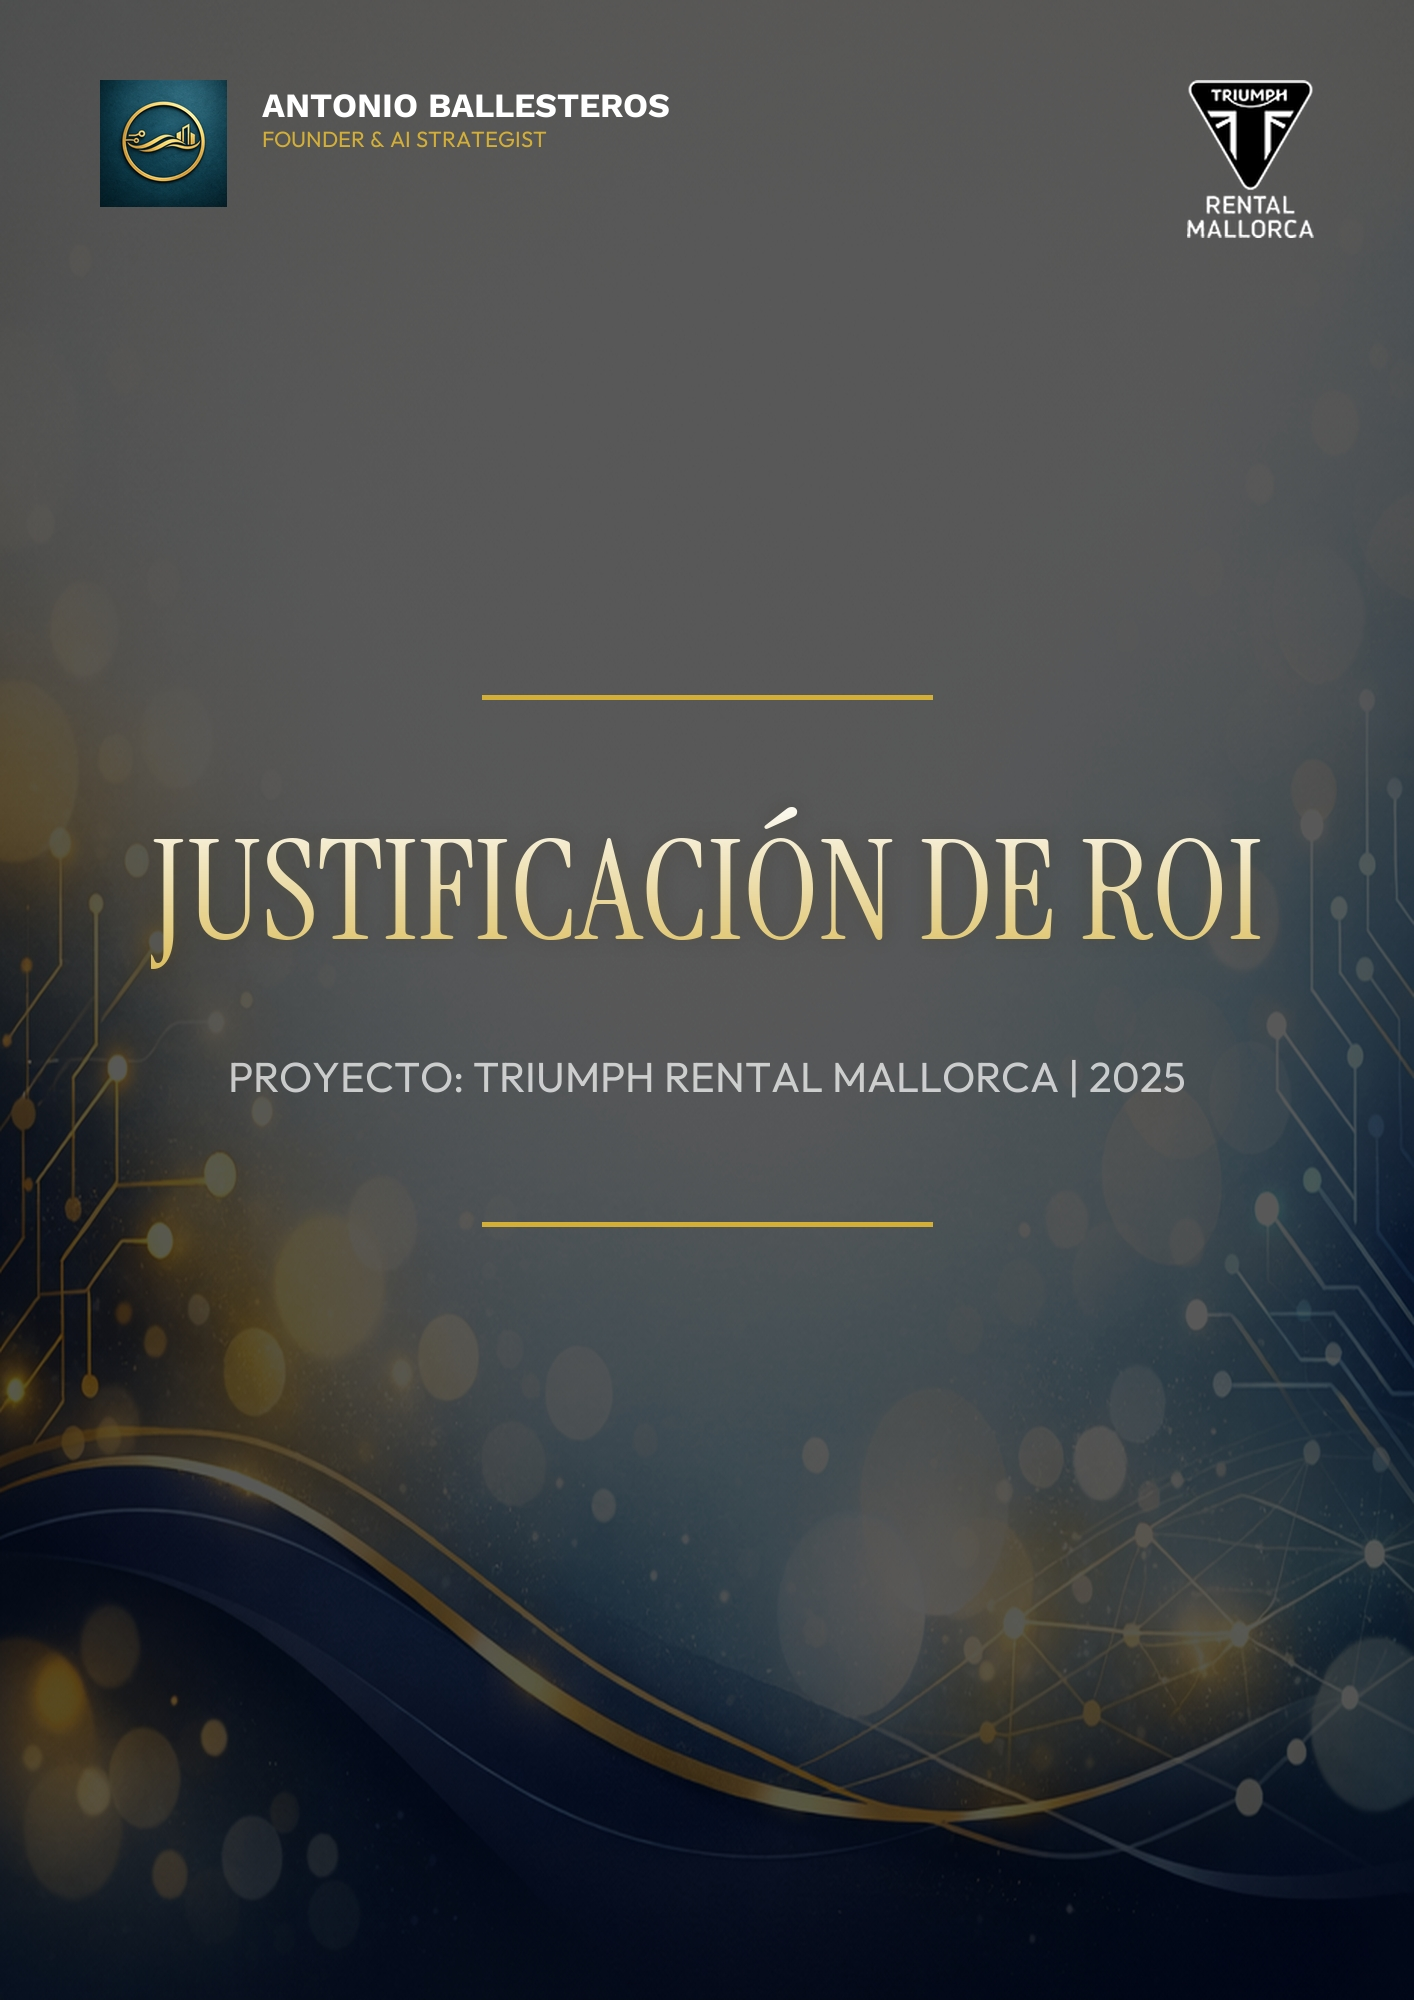 ANTONIO BALLESTEROS
FOUNDER & AI STRATEGIST
TRIUMPH
RENTAL
MALLORCA
JUSTIFICACIÓN DE ROI
PROYECTO: TRIUMPH RENTAL MALLORCA | 2025